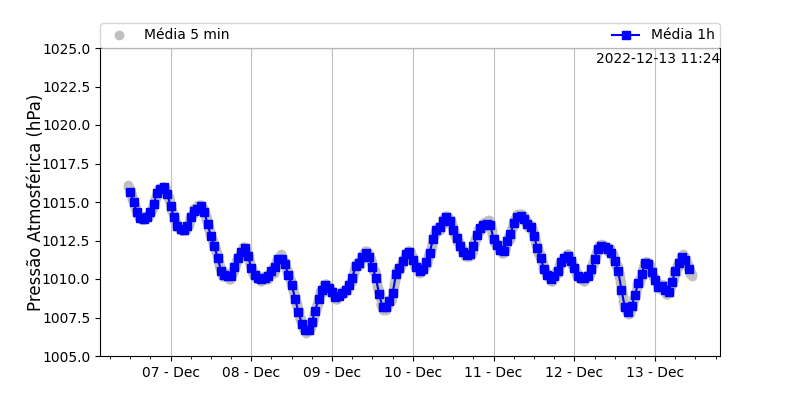 Média 5 min
Média 1h
2022-12-13 11:24
Pressão Atmosférica (hPa)
1025.0
1022.5
1020.0
1017.5
1015.0
1012.5
1010.0
1007.5
1005.0
07 - Dec
08 - Dec
09 - Dec
10 - Dec
11 - Dec
12 - Dec
13 - Dec